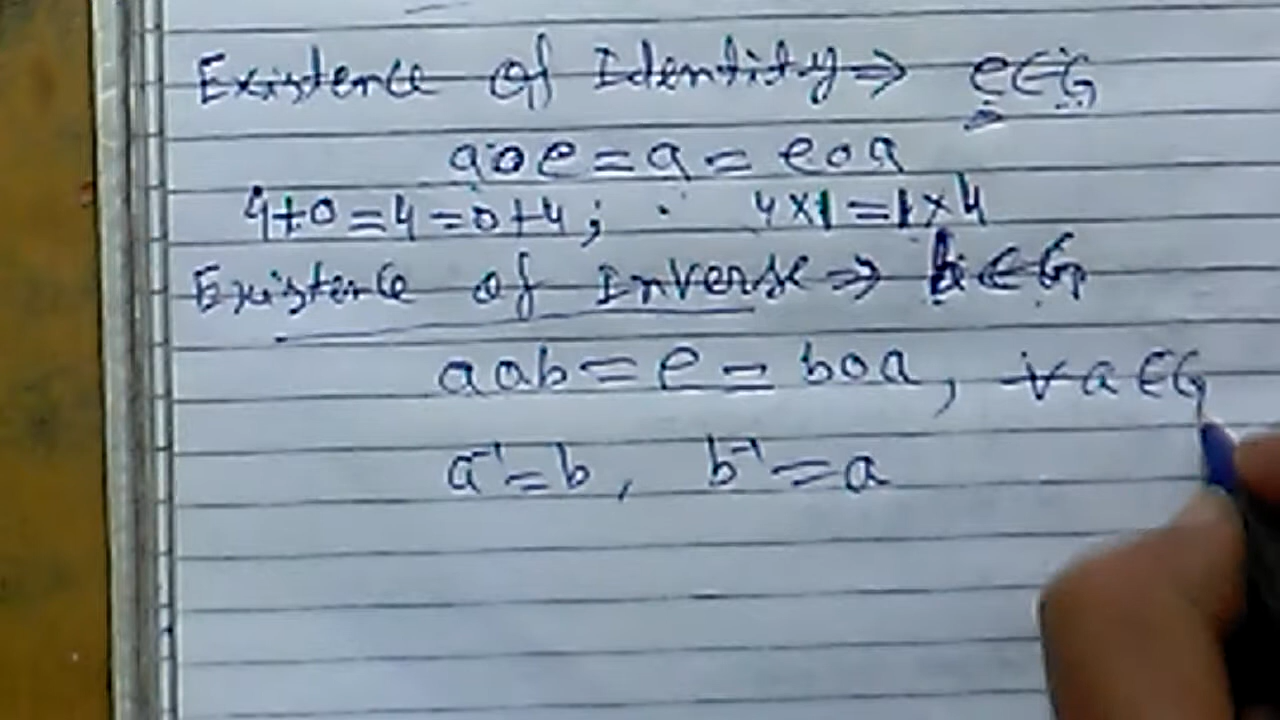 Existence of Identity ⇒ e∈G
aoe = a = eoa
4+0=4=0+4; 4×1=1×4
Existence of Inverse ⇒ b∈G
aob = e = boa, ∀a∈G
a⁻¹=b, b⁻¹=a